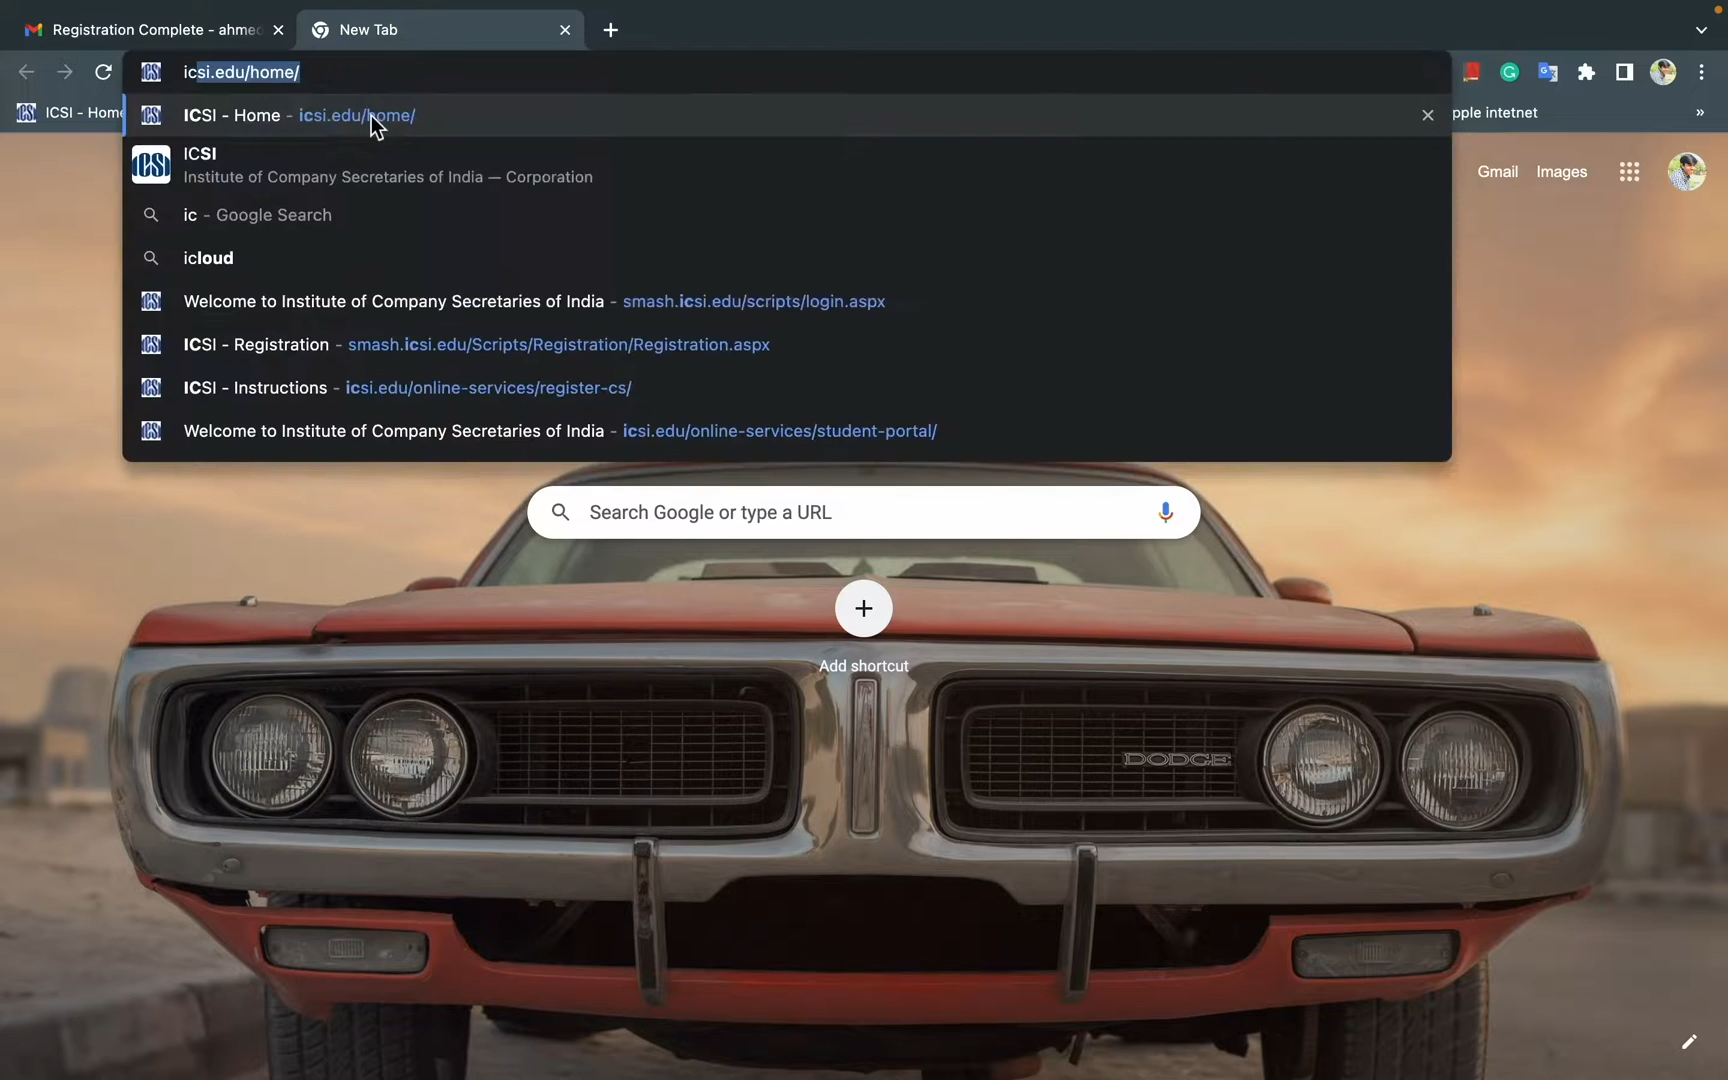 Registration Complete - ahme
New Tab
icsi.edu/home/
ICSI - Home
ICSI - Home - icsi.edu/home/
pple intetnet
»
ICSI
Institute of Company Secretaries of India — Corporation
Gmail Images
ic - Google Search
icloud
Welcome to Institute of Company Secretaries of India - smash.icsi.edu/scripts/login.aspx
ICSI - Registration - smash.icsi.edu/Scripts/Registration/Registration.aspx
ICSI - Instructions - icsi.edu/online-services/register-cs/
Welcome to Institute of Company Secretaries of India - icsi.edu/online-services/student-portal/
Search Google or type a URL
Add shortcut
DODGE